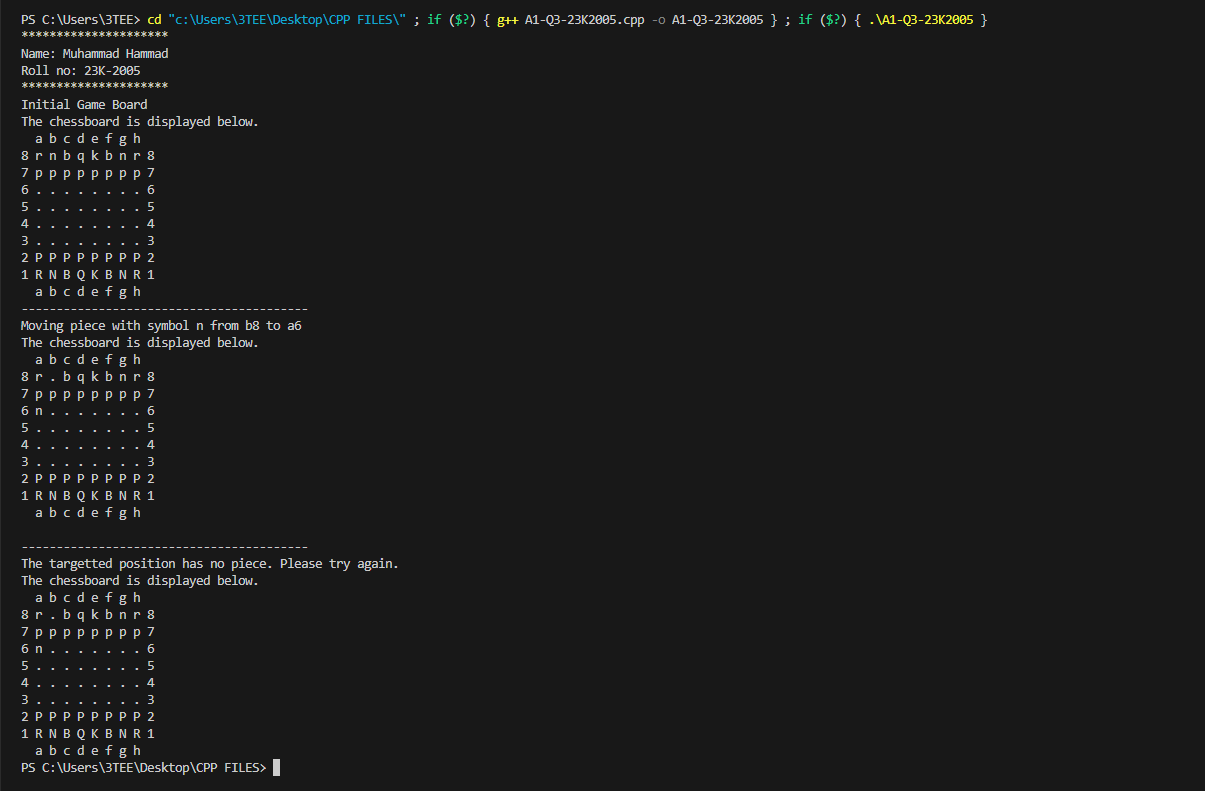 PS C:\Users\3TEE> cd "c:\Users\3TEE\Desktop\CPP FILES\" ; if ($?) { g++ A1-Q3-23K2005.cpp -o A1-Q3-23K2005 } ; if ($?) { .\A1-Q3-23K2005 }
*********************
Name: Muhammad Hammad
Roll no: 23K-2005
*********************
Initial Game Board
The chessboard is displayed below.
  a b c d e f g h
8 r n b q k b n r 8
7 p p p p p p p p 7
6 . . . . . . . . 6
5 . . . . . . . . 5
4 . . . . . . . . 4
3 . . . . . . . . 3
2 P P P P P P P P 2
1 R N B Q K B N R 1
  a b c d e f g h
-----------------------------------------
Moving piece with symbol n from b8 to a6
The chessboard is displayed below.
  a b c d e f g h
8 r . b q k b n r 8
7 p p p p p p p p 7
6 n . . . . . . . 6
5 . . . . . . . . 5
4 . . . . . . . . 4
3 . . . . . . . . 3
2 P P P P P P P P 2
1 R N B Q K B N R 1
  a b c d e f g h
-----------------------------------------
The targetted position has no piece. Please try again.
The chessboard is displayed below.
  a b c d e f g h
8 r . b q k b n r 8
7 p p p p p p p p 7
6 n . . . . . . . 6
5 . . . . . . . . 5
4 . . . . . . . . 4
3 . . . . . . . . 3
2 P P P P P P P P 2
1 R N B Q K B N R 1
  a b c d e f g h
PS C:\Users\3TEE\Desktop\CPP FILES>